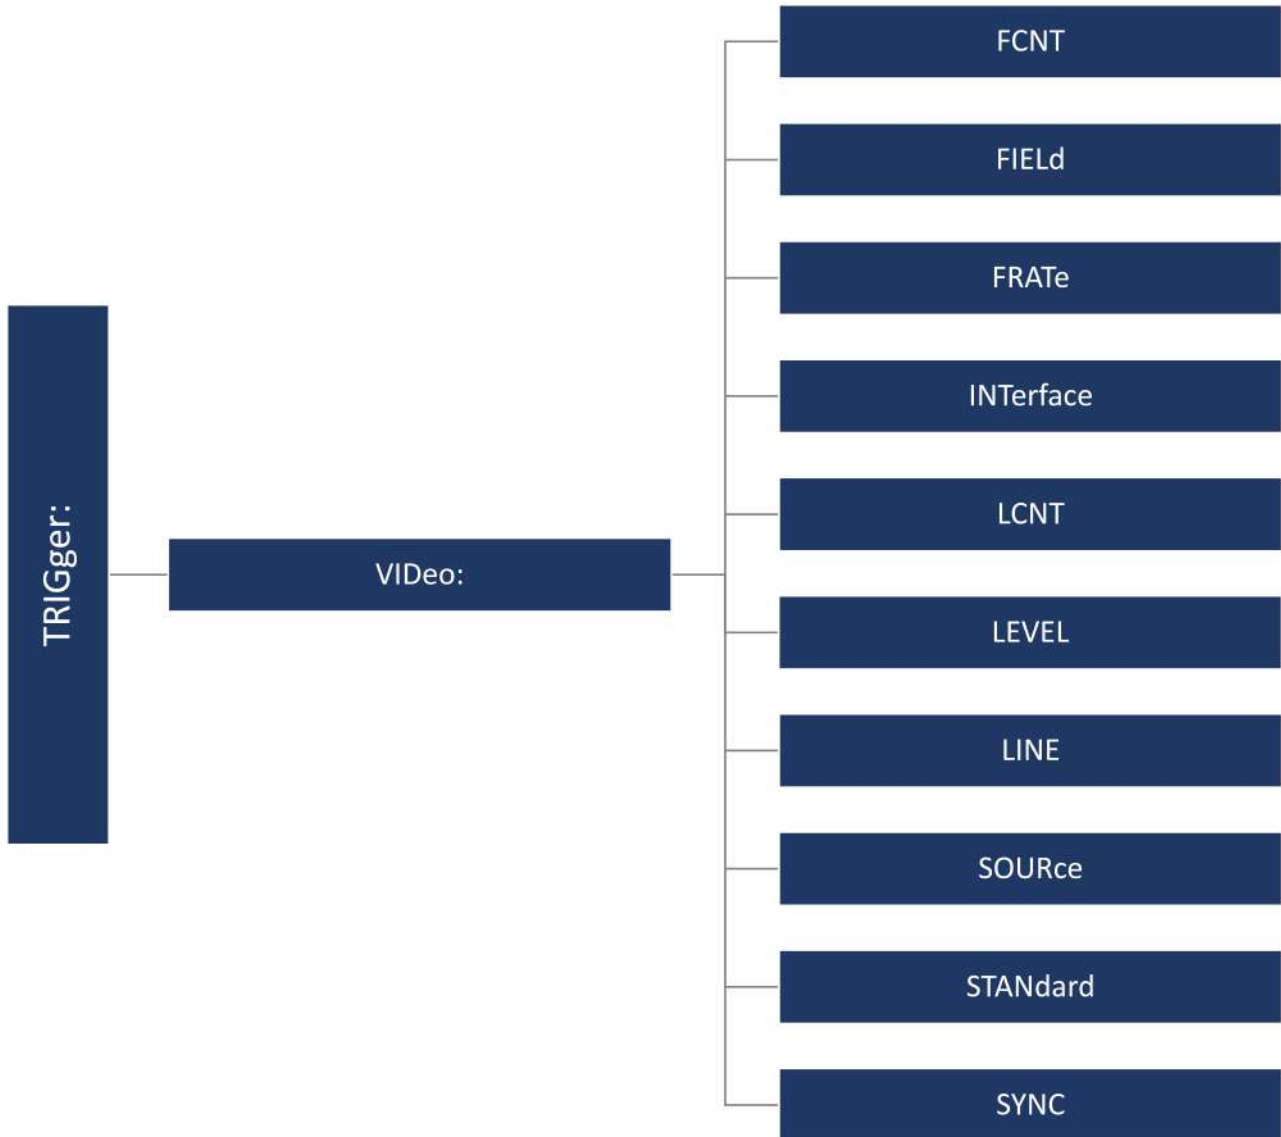 TRIGger:
VIDeo:
FCNT
FIELd
FRATe
INTerface
LCNT
LEVEL
LINE
SOURce
STANdard
SYNC